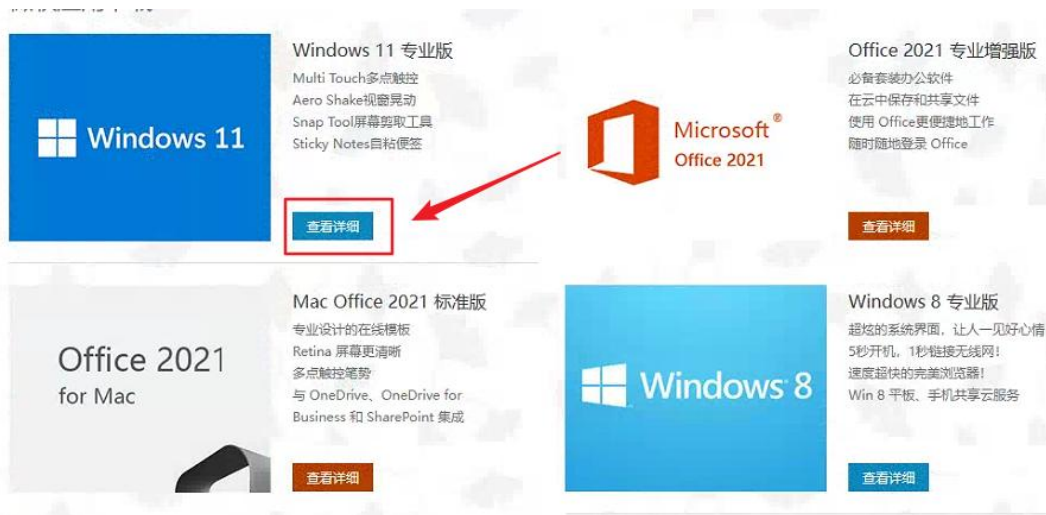 Windows 11
Windows 11 专业版
Multi Touch多点触控
Aero Shake视窗晃动
Snap Tool屏幕剪取工具
Sticky Notes自粘便签
查看详细
Microsoft®
Office 2021
Office 2021 专业增强版
必备套装办公软件
在云中保存和共享文件
使用 Office更便捷地工作
随时随地登录 Office
查看详细
Office 2021
for Mac
Mac Office 2021 标准版
专业设计的在线模板
Retina 屏幕更清晰
多点触控笔势
与 OneDrive、OneDrive for
Business 和 SharePoint 集成
查看详细
Windows 8
Windows 8 专业版
超炫的系统界面，让人一见好心情
5秒开机，1秒链接无线网！
速度超快的完美浏览器！
Win 8 平板、手机共享云服务
查看详细